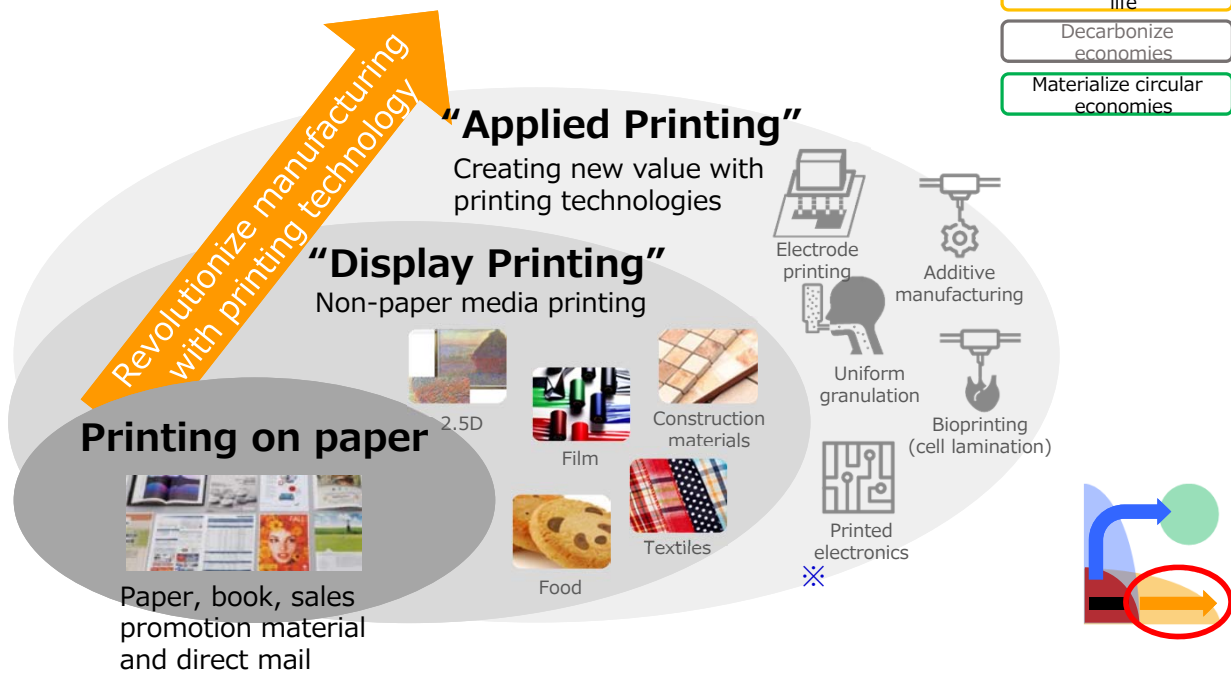 life
Decarbonize
economies
Materialize circular
economies
Revolutionize manufacturing
with printing technology
“Applied Printing”
Creating new value with
printing technologies
Electrode
printing
Additive
manufacturing
“Display Printing”
Non-paper media printing
Uniform
granulation
Bioprinting
(cell lamination)
2.5D
Film
Construction
materials
Printing on paper
Textiles
Food
Printed
electronics
※
Paper, book, sales
promotion material
and direct mail